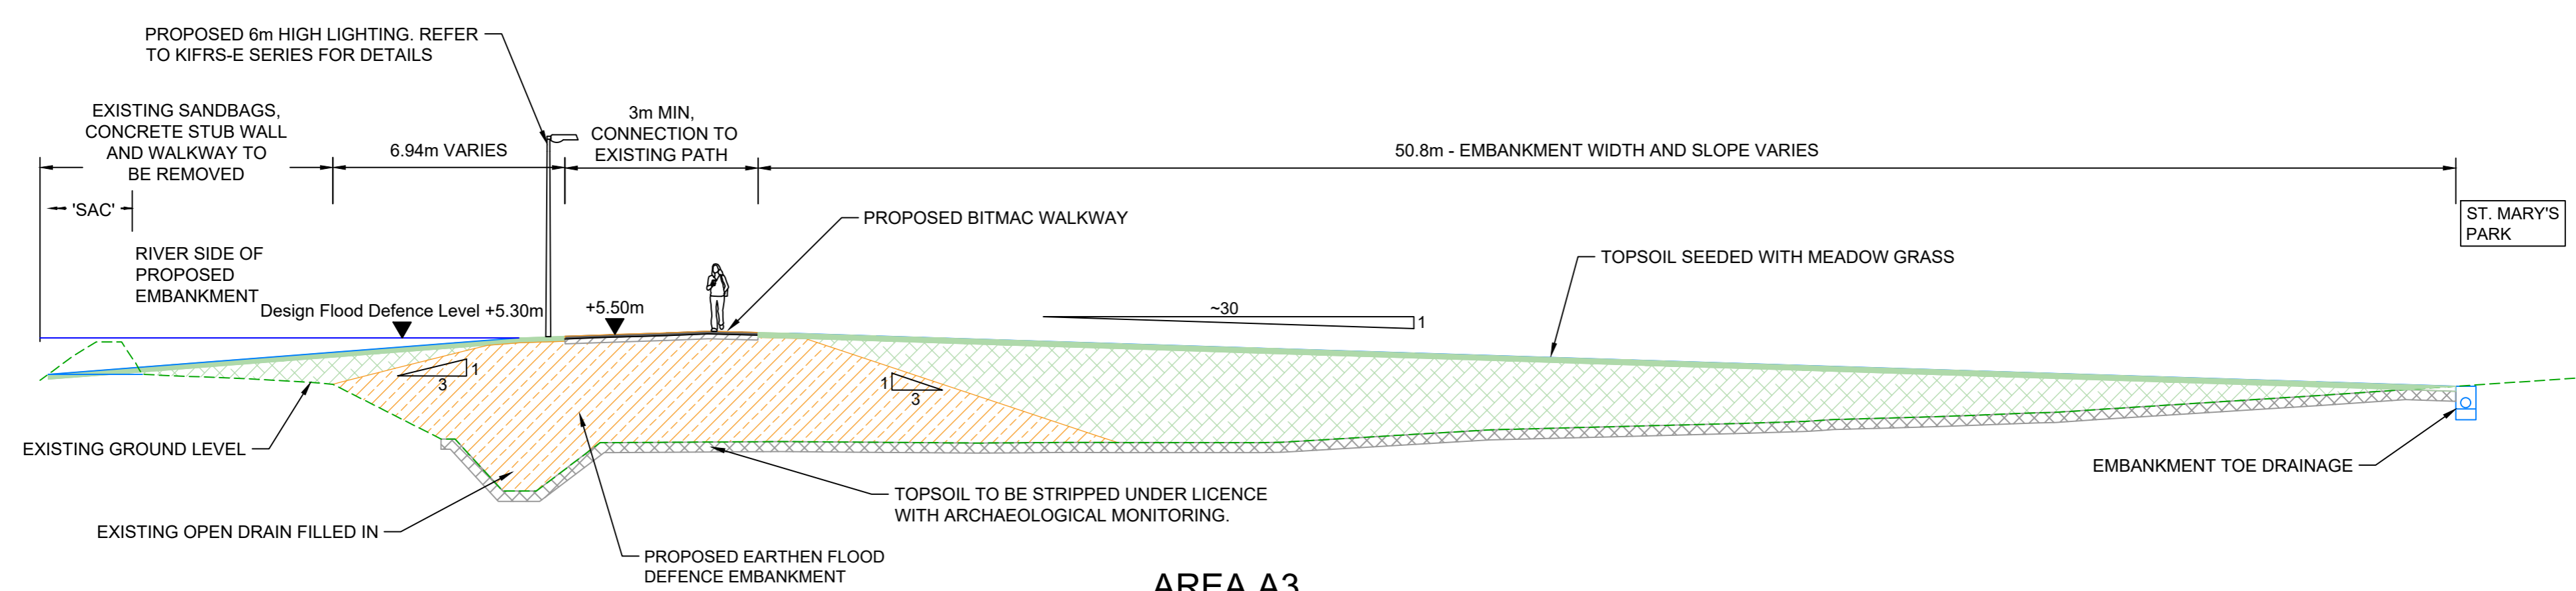 PROPOSED 6m HIGH LIGHTING. REFER
TO KIFRS-E SERIES FOR DETAILS
EXISTING SANDBAGS,
CONCRETE STUB WALL
AND WALKWAY TO
BE REMOVED
6.94m VARIES
3m MIN,
CONNECTION TO
EXISTING PATH
50.8m - EMBANKMENT WIDTH AND SLOPE VARIES
'SAC'
ST. MARY'S
PARK
PROPOSED BITMAC WALKWAY
RIVER SIDE OF
PROPOSED
EMBANKMENT
TOPSOIL SEEDED WITH MEADOW GRASS
Design Flood Defence Level +5.30m
+5.50m
~30
1
1
3
1
3
EXISTING GROUND LEVEL
EMBANKMENT TOE DRAINAGE
TOPSOIL TO BE STRIPPED UNDER LICENCE
WITH ARCHAEOLOGICAL MONITORING.
EXISTING OPEN DRAIN FILLED IN
PROPOSED EARTHEN FLOOD
DEFENCE EMBANKMENT
AREA A3